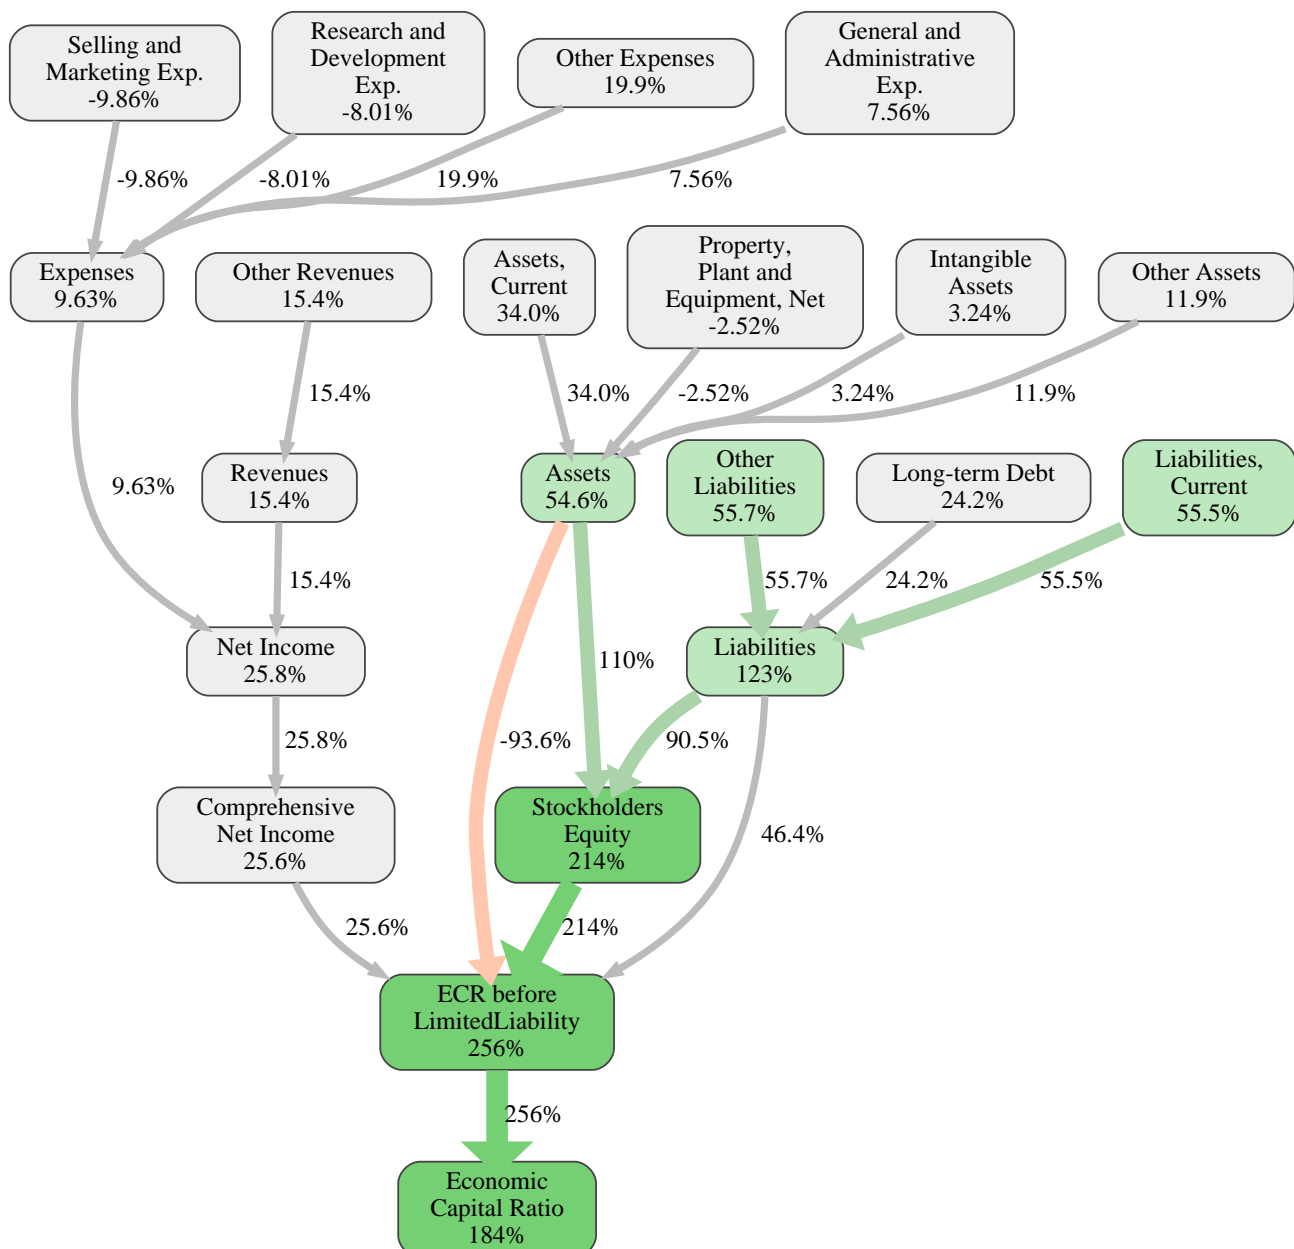 Selling and
Marketing Exp.
-9.86%
Research and
Development
Exp.
-8.01%
Other Expenses
19.9%
General and
Administrative
Exp.
7.56%
-9.86%
-8.01%
19.9%
7.56%
Expenses
9.63%
Other Revenues
15.4%
Assets,
Current
34.0%
Property,
Plant and
Equipment, Net
-2.52%
Intangible
Assets
3.24%
Other Assets
11.9%
15.4%
34.0%
-2.52%
3.24%
11.9%
9.63%
Revenues
15.4%
Assets
54.6%
Other
Liabilities
55.7%
Long-term Debt
24.2%
Liabilities,
Current
55.5%
15.4%
55.7%
24.2%
55.5%
Net Income
25.8%
110%
Liabilities
123%
25.8%
-93.6%
90.5%
Comprehensive
Net Income
25.6%
Stockholders
Equity
214%
46.4%
25.6%
214%
ECR before
LimitedLiability
256%
256%
Economic
Capital Ratio
184%